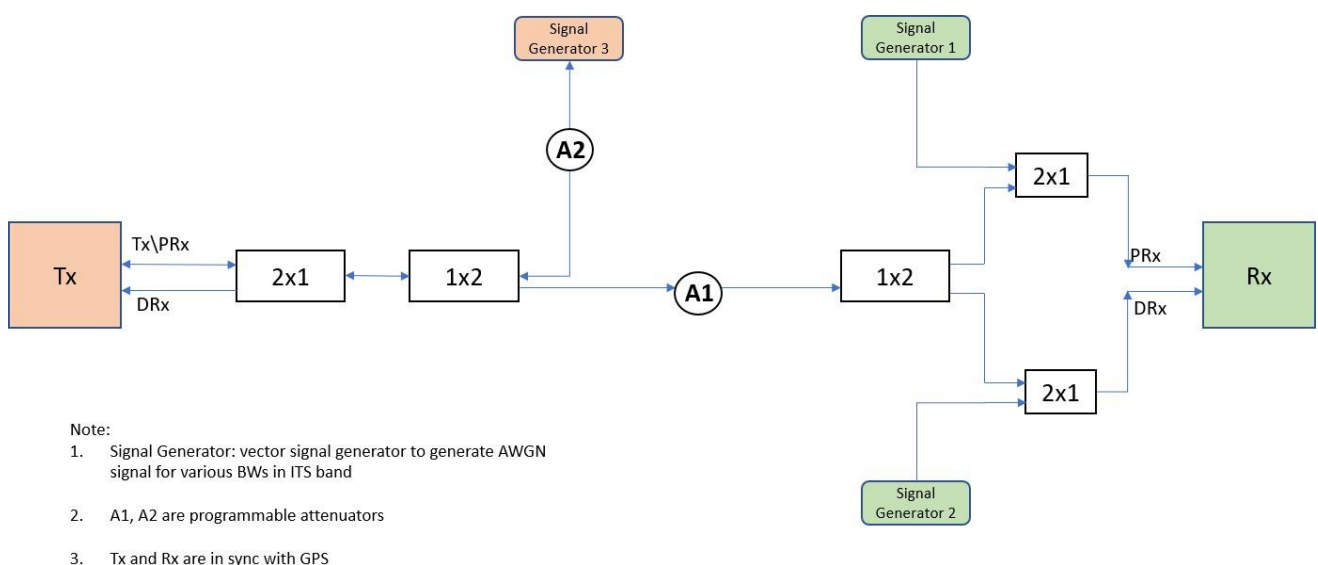 Signal
Generator 3
Signal
Generator 1
A2
2x1
Tx\PRx
Tx
2x1
1x2
DRx
A1
1x2
PRx
Rx
DRx
2x1
Note:
1. Signal Generator: vector signal generator to generate AWGN
signal for various BWs in ITS band
2. A1, A2 are programmable attenuators
3. Tx and Rx are in sync with GPS
Signal
Generator 2